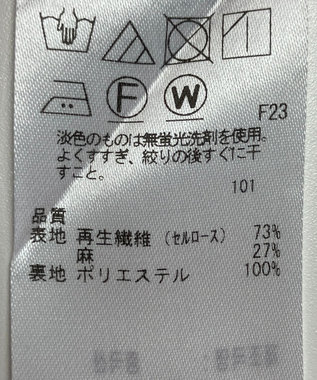 F W
F23
淡色のものは無蛍光洗剤を使用。
よくすすぎ、絞りの後すぐに干
すこと。
101
品質
表地 再生繊維（セルロース） 73%
麻 27%
裏地 ポリエステル 100%